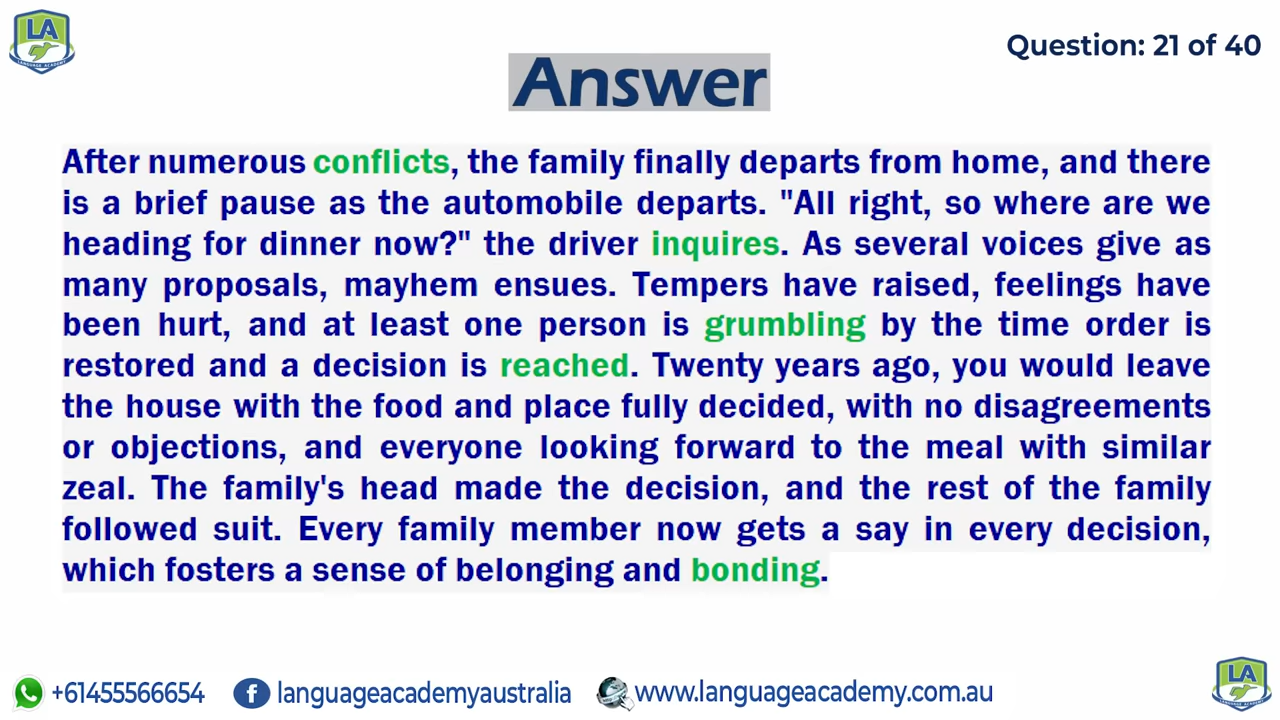 LA
LANGUAGE ACADEMY
Question: 21 of 40
Answer
After numerous conflicts, the family finally departs from home, and there
is a brief pause as the automobile departs. "All right, so where are we
heading for dinner now?" the driver inquires. As several voices give as
many proposals, mayhem ensues. Tempers have raised, feelings have
been hurt, and at least one person is grumbling by the time order is
restored and a decision is reached. Twenty years ago, you would leave
the house with the food and place fully decided, with no disagreements
or objections, and everyone looking forward to the meal with similar
zeal. The family's head made the decision, and the rest of the family
followed suit. Every family member now gets a say in every decision,
which fosters a sense of belonging and bonding.
+61455566654
languageacademyaustralia
www.languageacademy.com.au
LA
LANGUAGE ACADEMY